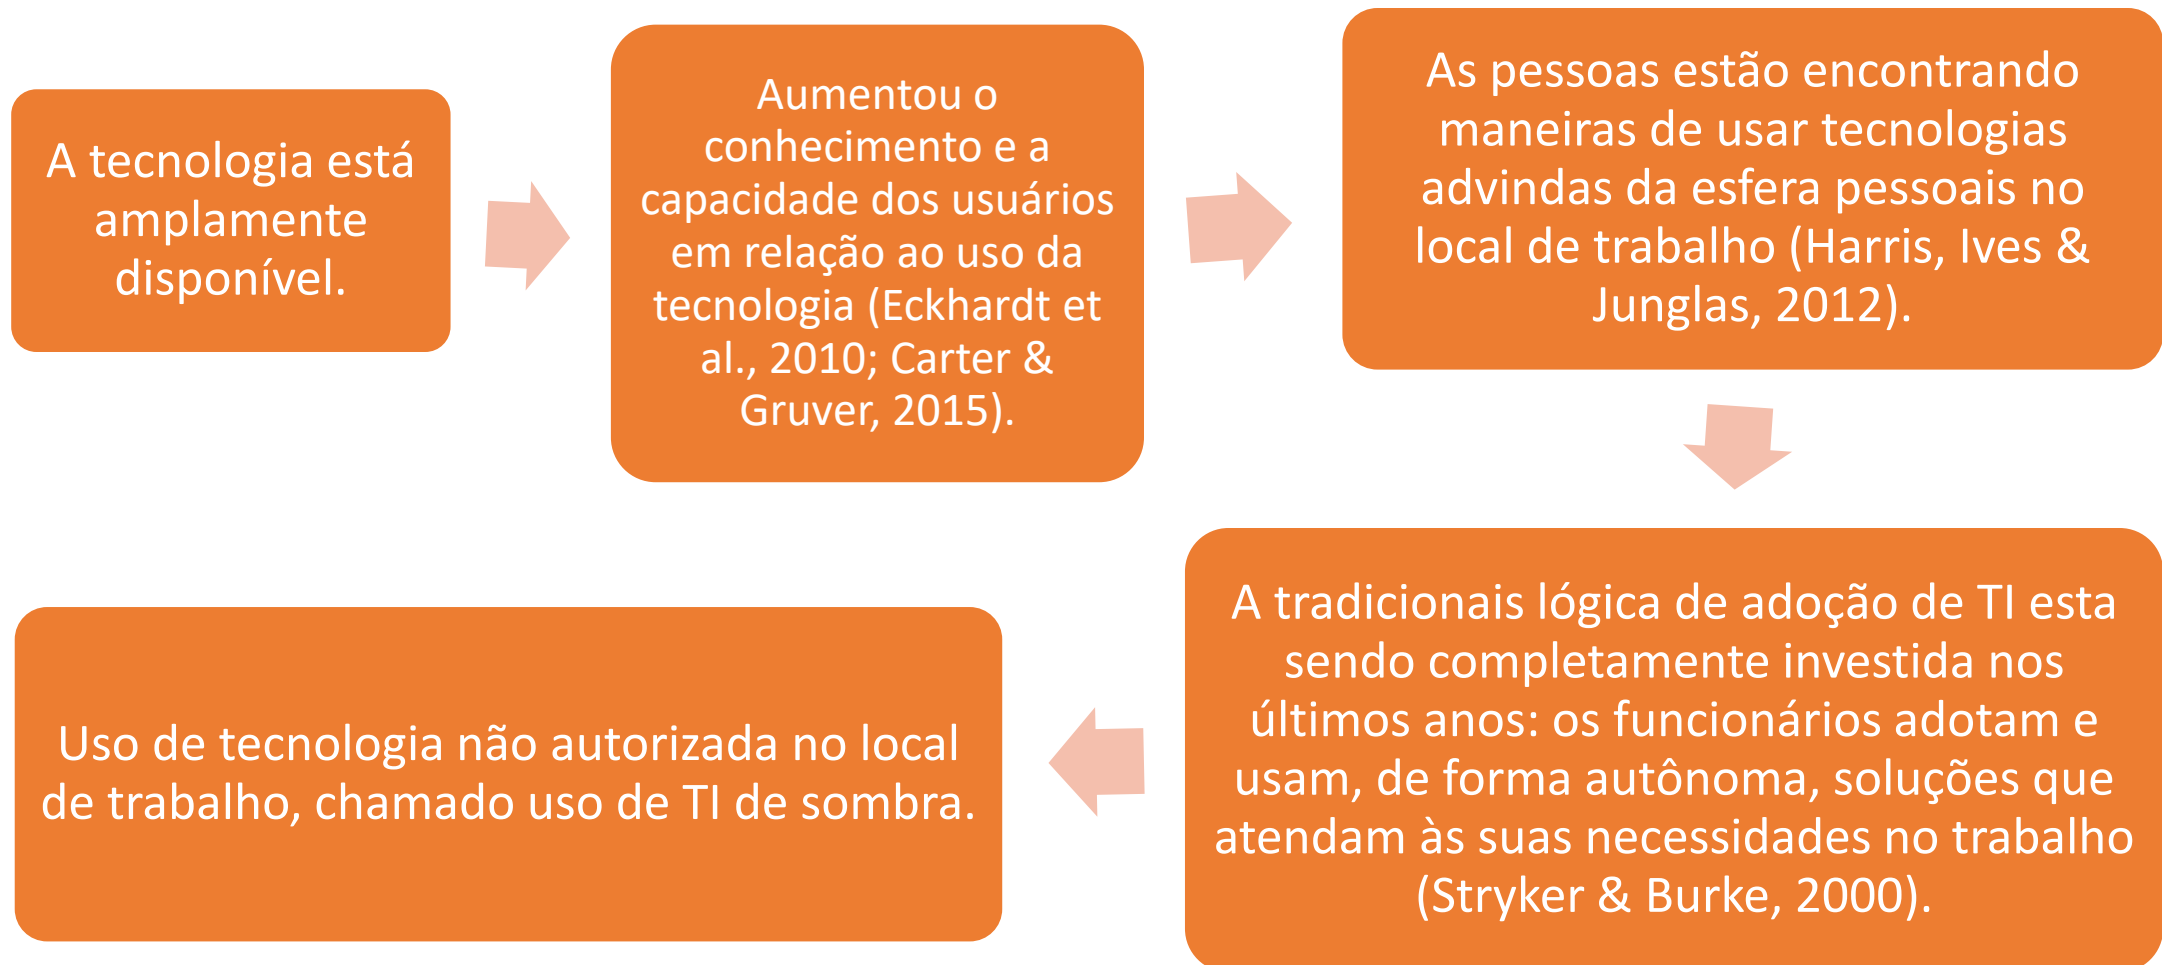 A tecnologia está
amplamente
disponível.
Aumentou o
conhecimento e a
capacidade dos usuários
em relação ao uso da
tecnologia (Eckhardt et
al., 2010; Carter &
Gruver, 2015).
As pessoas estão encontrando
maneiras de usar tecnologias
advindas da esfera pessoais no
local de trabalho (Harris, Ives &
Junglas, 2012).
A tradicionais lógica de adoção de TI esta
sendo completamente investida nos
últimos anos: os funcionários adotam e
usam, de forma autônoma, soluções que
atendam às suas necessidades no trabalho
(Stryker & Burke, 2000).
Uso de tecnologia não autorizada no local
de trabalho, chamado uso de TI de sombra.